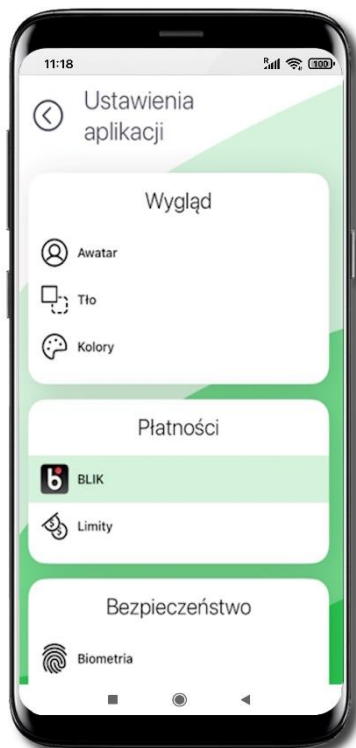 11:18
R
100
Ustawienia
aplikacji
Wygląd
Awatar
Tło
Kolory
Płatności
BLIK
Limity
Bezpieczeństwo
Biometria